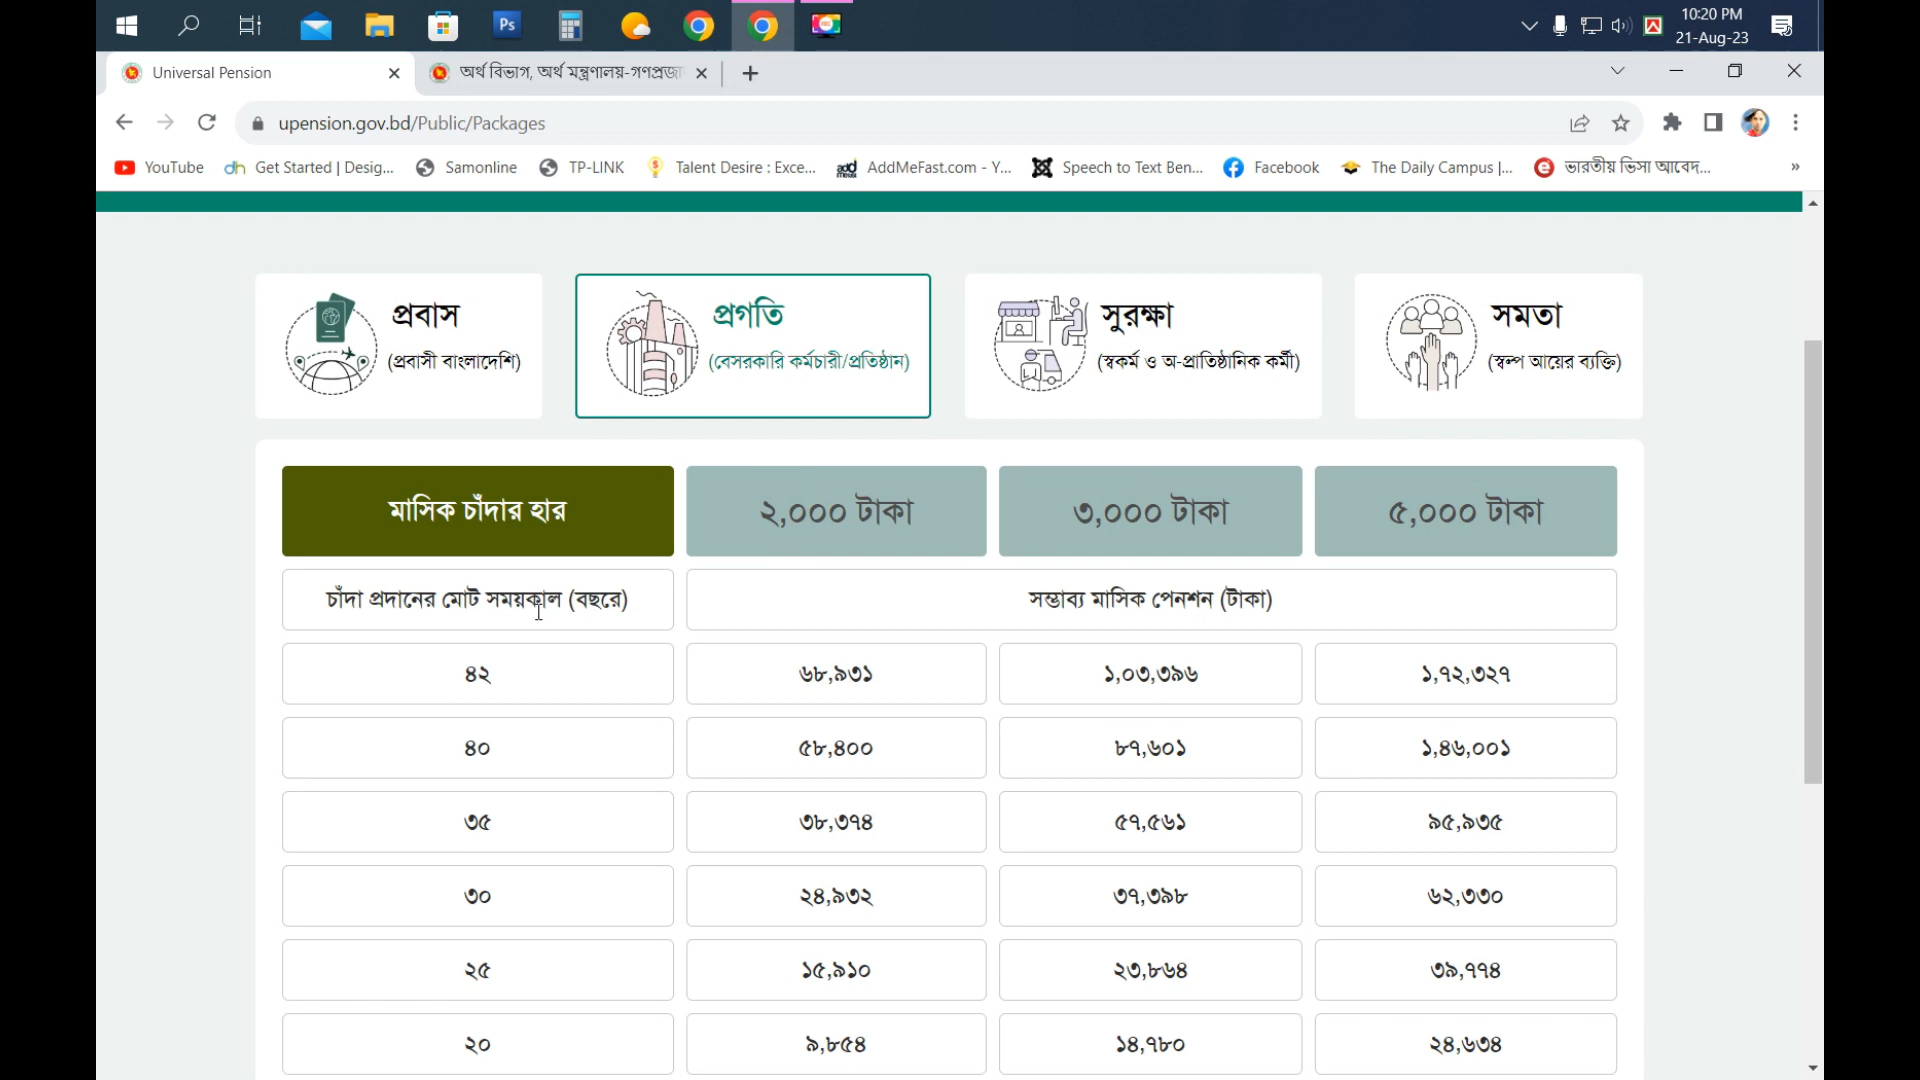 Ps
10:20 PM
21-Aug-23
Universal Pension
অর্থ বিভাগ, অর্থ মন্ত্রণালয়-গণপ্রজা
upension.gov.bd/Public/Packages
YouTube
dh Get Started | Desig...
Samonline
TP-LINK
Talent Desire : Exce...
add AddMeFast.com - Y...
Speech to Text Ben...
Facebook
The Daily Campus |...
ভারতীয় ভিসা আবেদ...
»
প্রবাস
(প্রবাসী বাংলাদেশি)
প্রগতি
(বেসরকারি কর্মচারী/প্রতিষ্ঠান)
সুরক্ষা
(স্বকর্ম ও অ-প্রাতিষ্ঠানিক কর্মী)
সমতা
(স্বল্প আয়ের ব্যক্তি)
মাসিক চাঁদার হার ২,০০০ টাকা ৩,০০০ টাকা ৫,০০০ টাকা
চাঁদা প্রদানের মোট সময়কাল (বছরে) সম্ভাব্য মাসিক পেনশন (টাকা)
৪২ ৬৮,৯৩১ ১,০৩,৩৯৬ ১,৭২,৩২৭
৪০ ৫৮,৪০০ ৮৭,৬০১ ১,৪৬,০০১
৩৫ ৩৮,৩৭৪ ৫৭,৫৬১ ৯৫,৯৩৫
৩০ ২৪,৯৩২ ৩৭,৩৯৮ ৬২,৩৩০
২৫ ১৫,৯১০ ২৩,৮৬৪ ৩৯,৭৭৪
২০ ৯,৮৫৪ ১৪,৭৮০ ২৪,৬৩৪